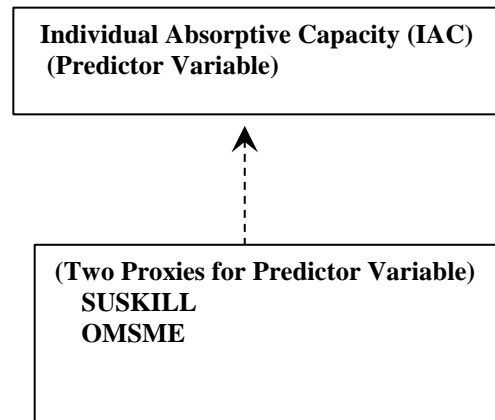 Individual Absorptive Capacity (IAC)
(Predictor Variable)
(Two Proxies for Predictor Variable)
SUSKILL
OMSME